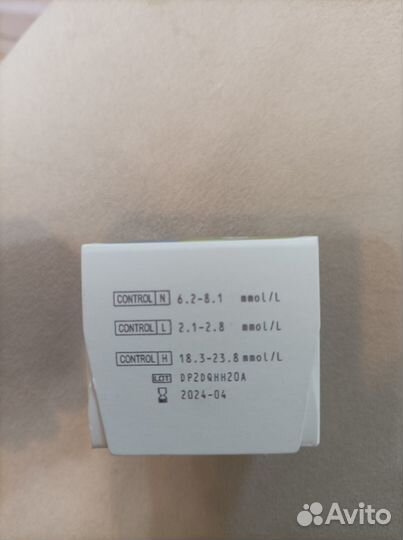 CONTROL N 6.2-8.1 mmol/L
CONTROL L 2.1-2.8 mmol/L
CONTROL H 18.3-23.8 mmol/L
LOT DP2DQHH20A
2024-04
Avito